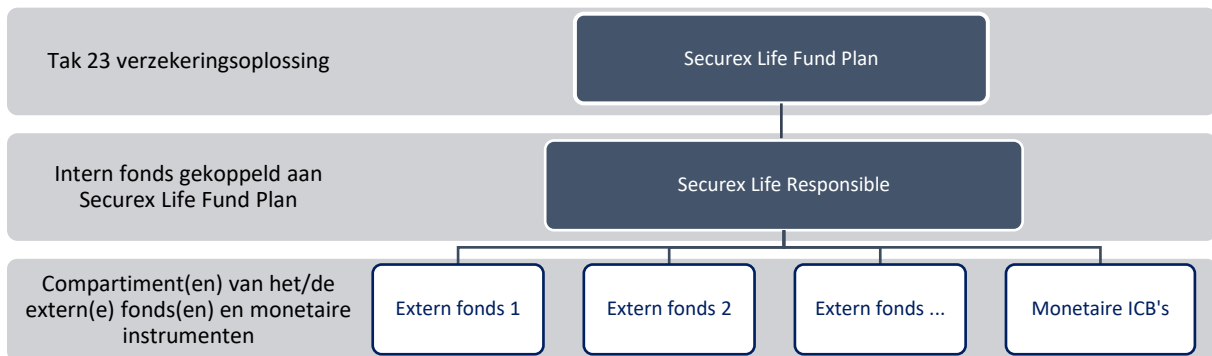 Tak 23 verzekeringsoplossing
Securex Life Fund Plan
Intern fonds gekoppeld aan
Securex Life Fund Plan
Securex Life Responsible
Compartiment(en) van het/de
extern(e) fonds(en) en monetaire
instrumenten
Extern fonds 1
Extern fonds 2
Extern fonds ...
Monetaire ICB's